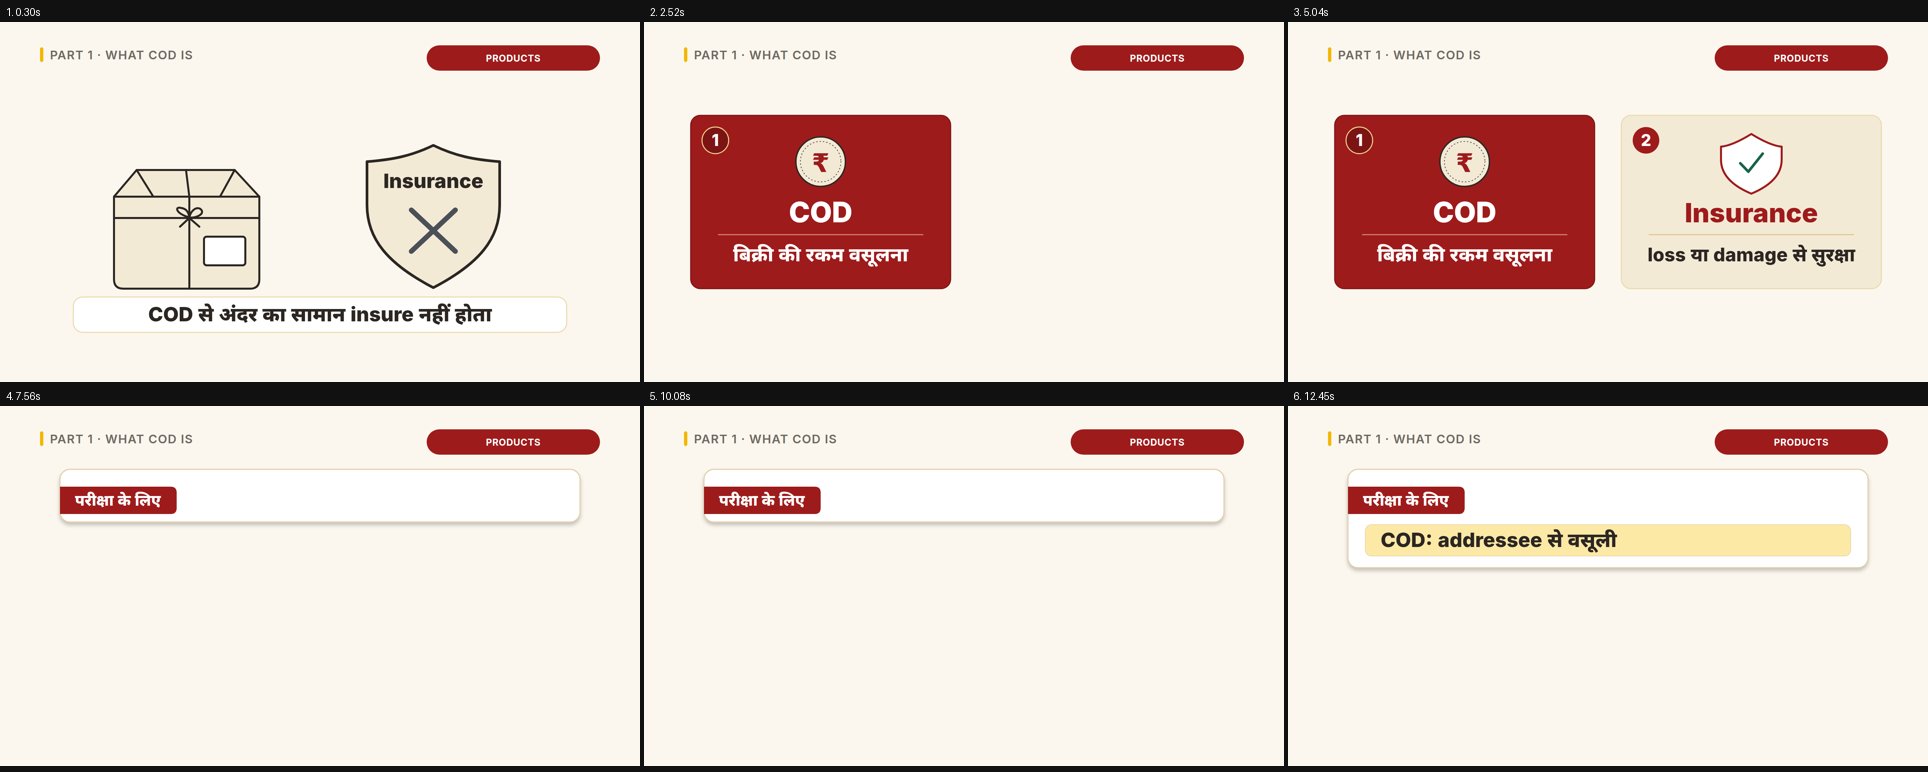 1. 0.30s
PART 1 · WHAT COD IS
PRODUCTS
Insurance
COD से अंदर का सामान insure नहीं होता
2. 2.52s
PART 1 · WHAT COD IS
PRODUCTS
1
₹
COD
बिक्री की रकम वसूलना
3. 5.04s
PART 1 · WHAT COD IS
PRODUCTS
1
₹
COD
बिक्री की रकम वसूलना
2
Insurance
loss या damage से सुरक्षा
4. 7.56s
PART 1 · WHAT COD IS
PRODUCTS
परीक्षा के लिए
5. 10.08s
PART 1 · WHAT COD IS
PRODUCTS
परीक्षा के लिए
6. 12.45s
PART 1 · WHAT COD IS
PRODUCTS
परीक्षा के लिए
COD: addressee से वसूली